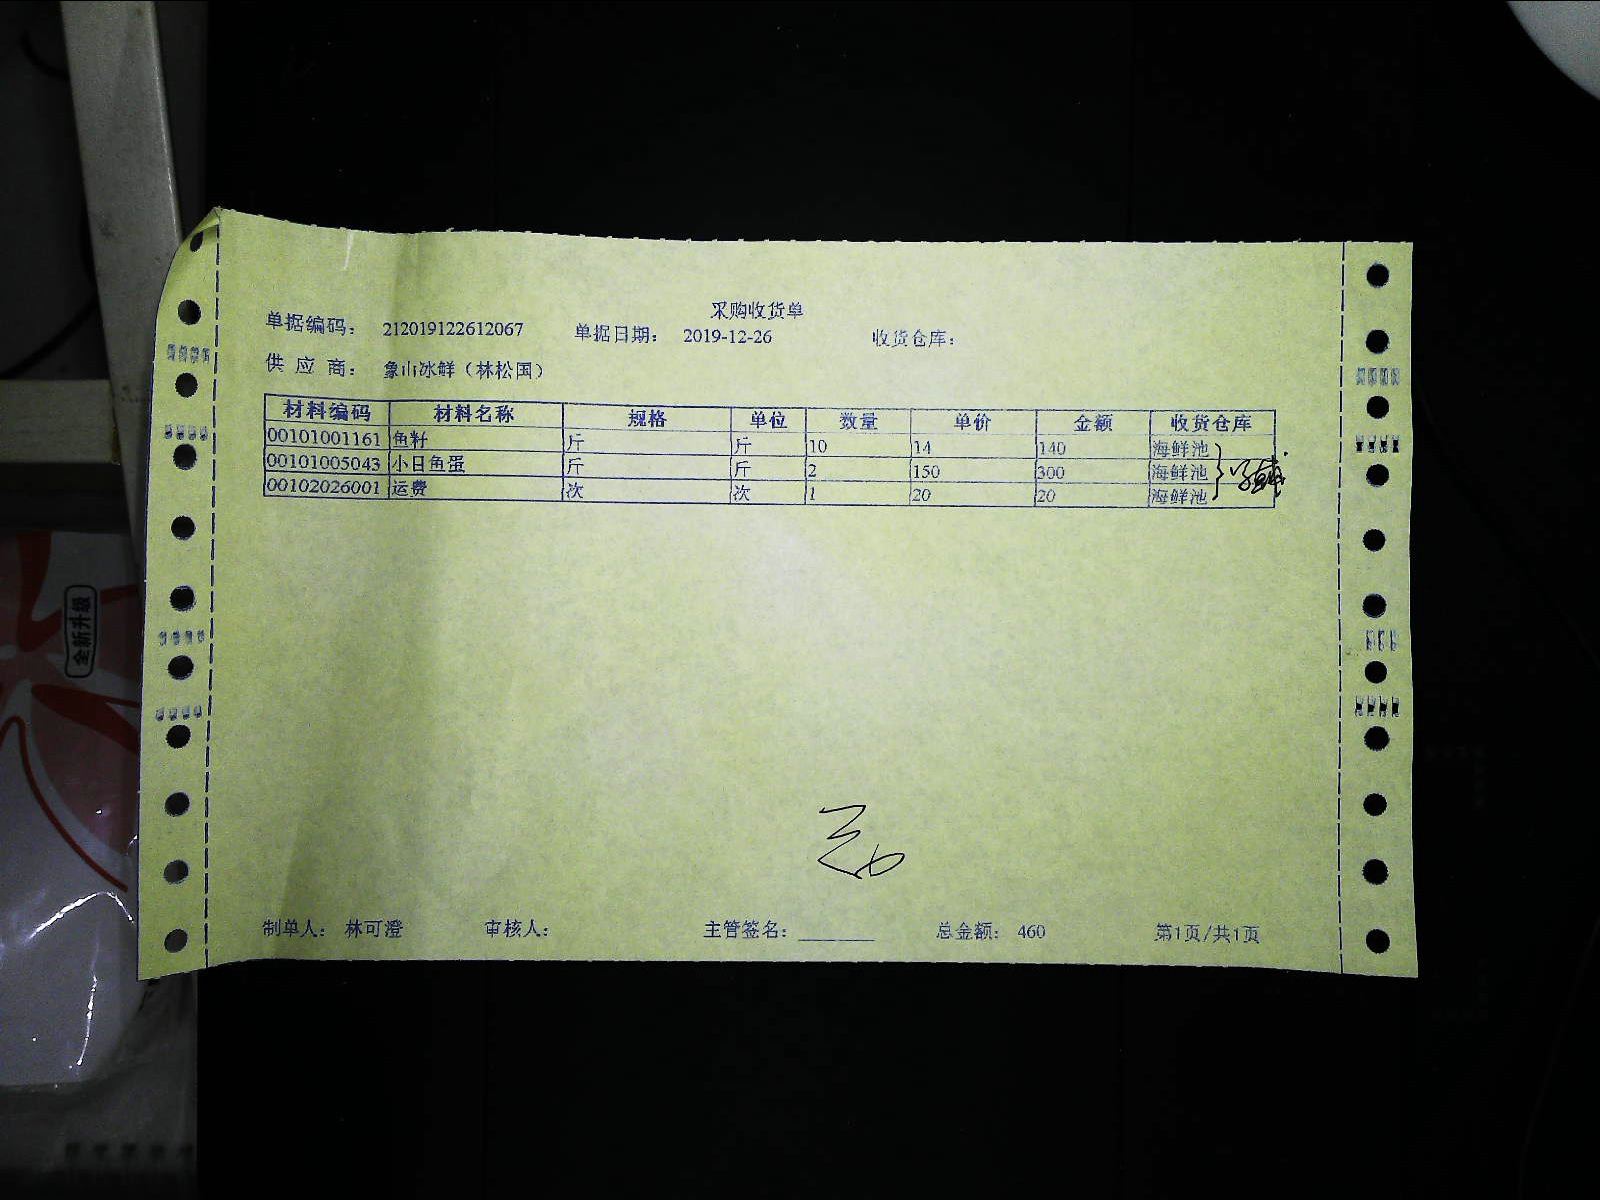 采购收货单
单据编码： 212019122612067 单据日期： 2019-12-26 收货仓库：
供 应 商： 象山冰鲜（林松国）
材料编码 材料名称 规格 单位 数量 单价 金额 收货仓库
00101001161 鱼籽 斤 斤 10 14 140 海鲜池
00101005043 小日鱼蛋 斤 斤 2 150 300 海鲜池
00102026001 运费 次 次 1 20 20 海鲜池
制单人： 林可澄 审核人： 主管签名：________ 总金额： 460 第1页/共1页
全新升级